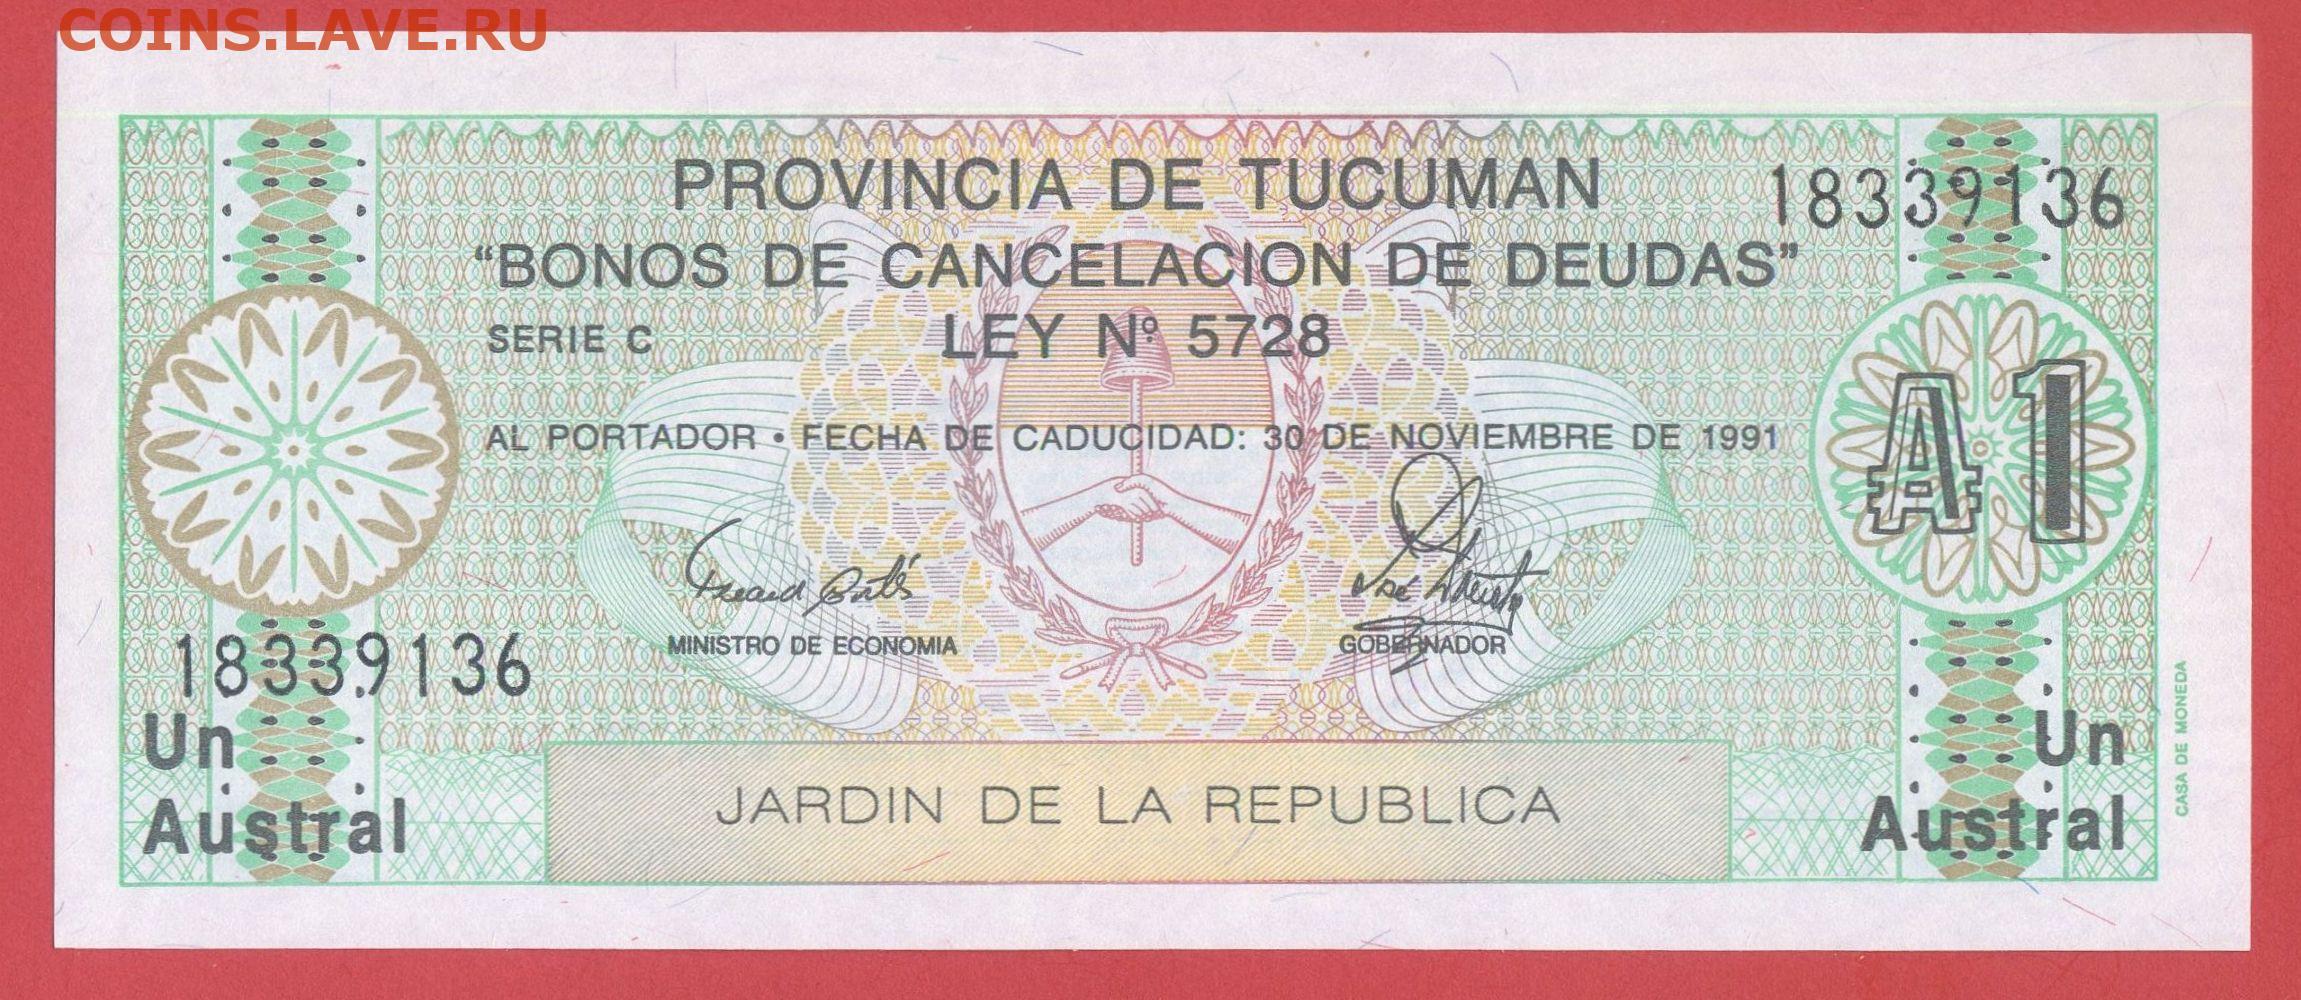 COINS.LAVE.RU
PROVINCIA DE TUCUMAN
18339136
“BONOS DE CANCELACION DE DEUDAS”
SERIE C
LEY Nº 5728
AL PORTADOR • FECHA DE CADUCIDAD: 30 DE NOVIEMBRE DE 1991
A1
MINISTRO DE ECONOMIA
GOBERNADOR
18339136
Un
Austral
Un
Austral
JARDIN DE LA REPUBLICA
CASA DE MONEDA